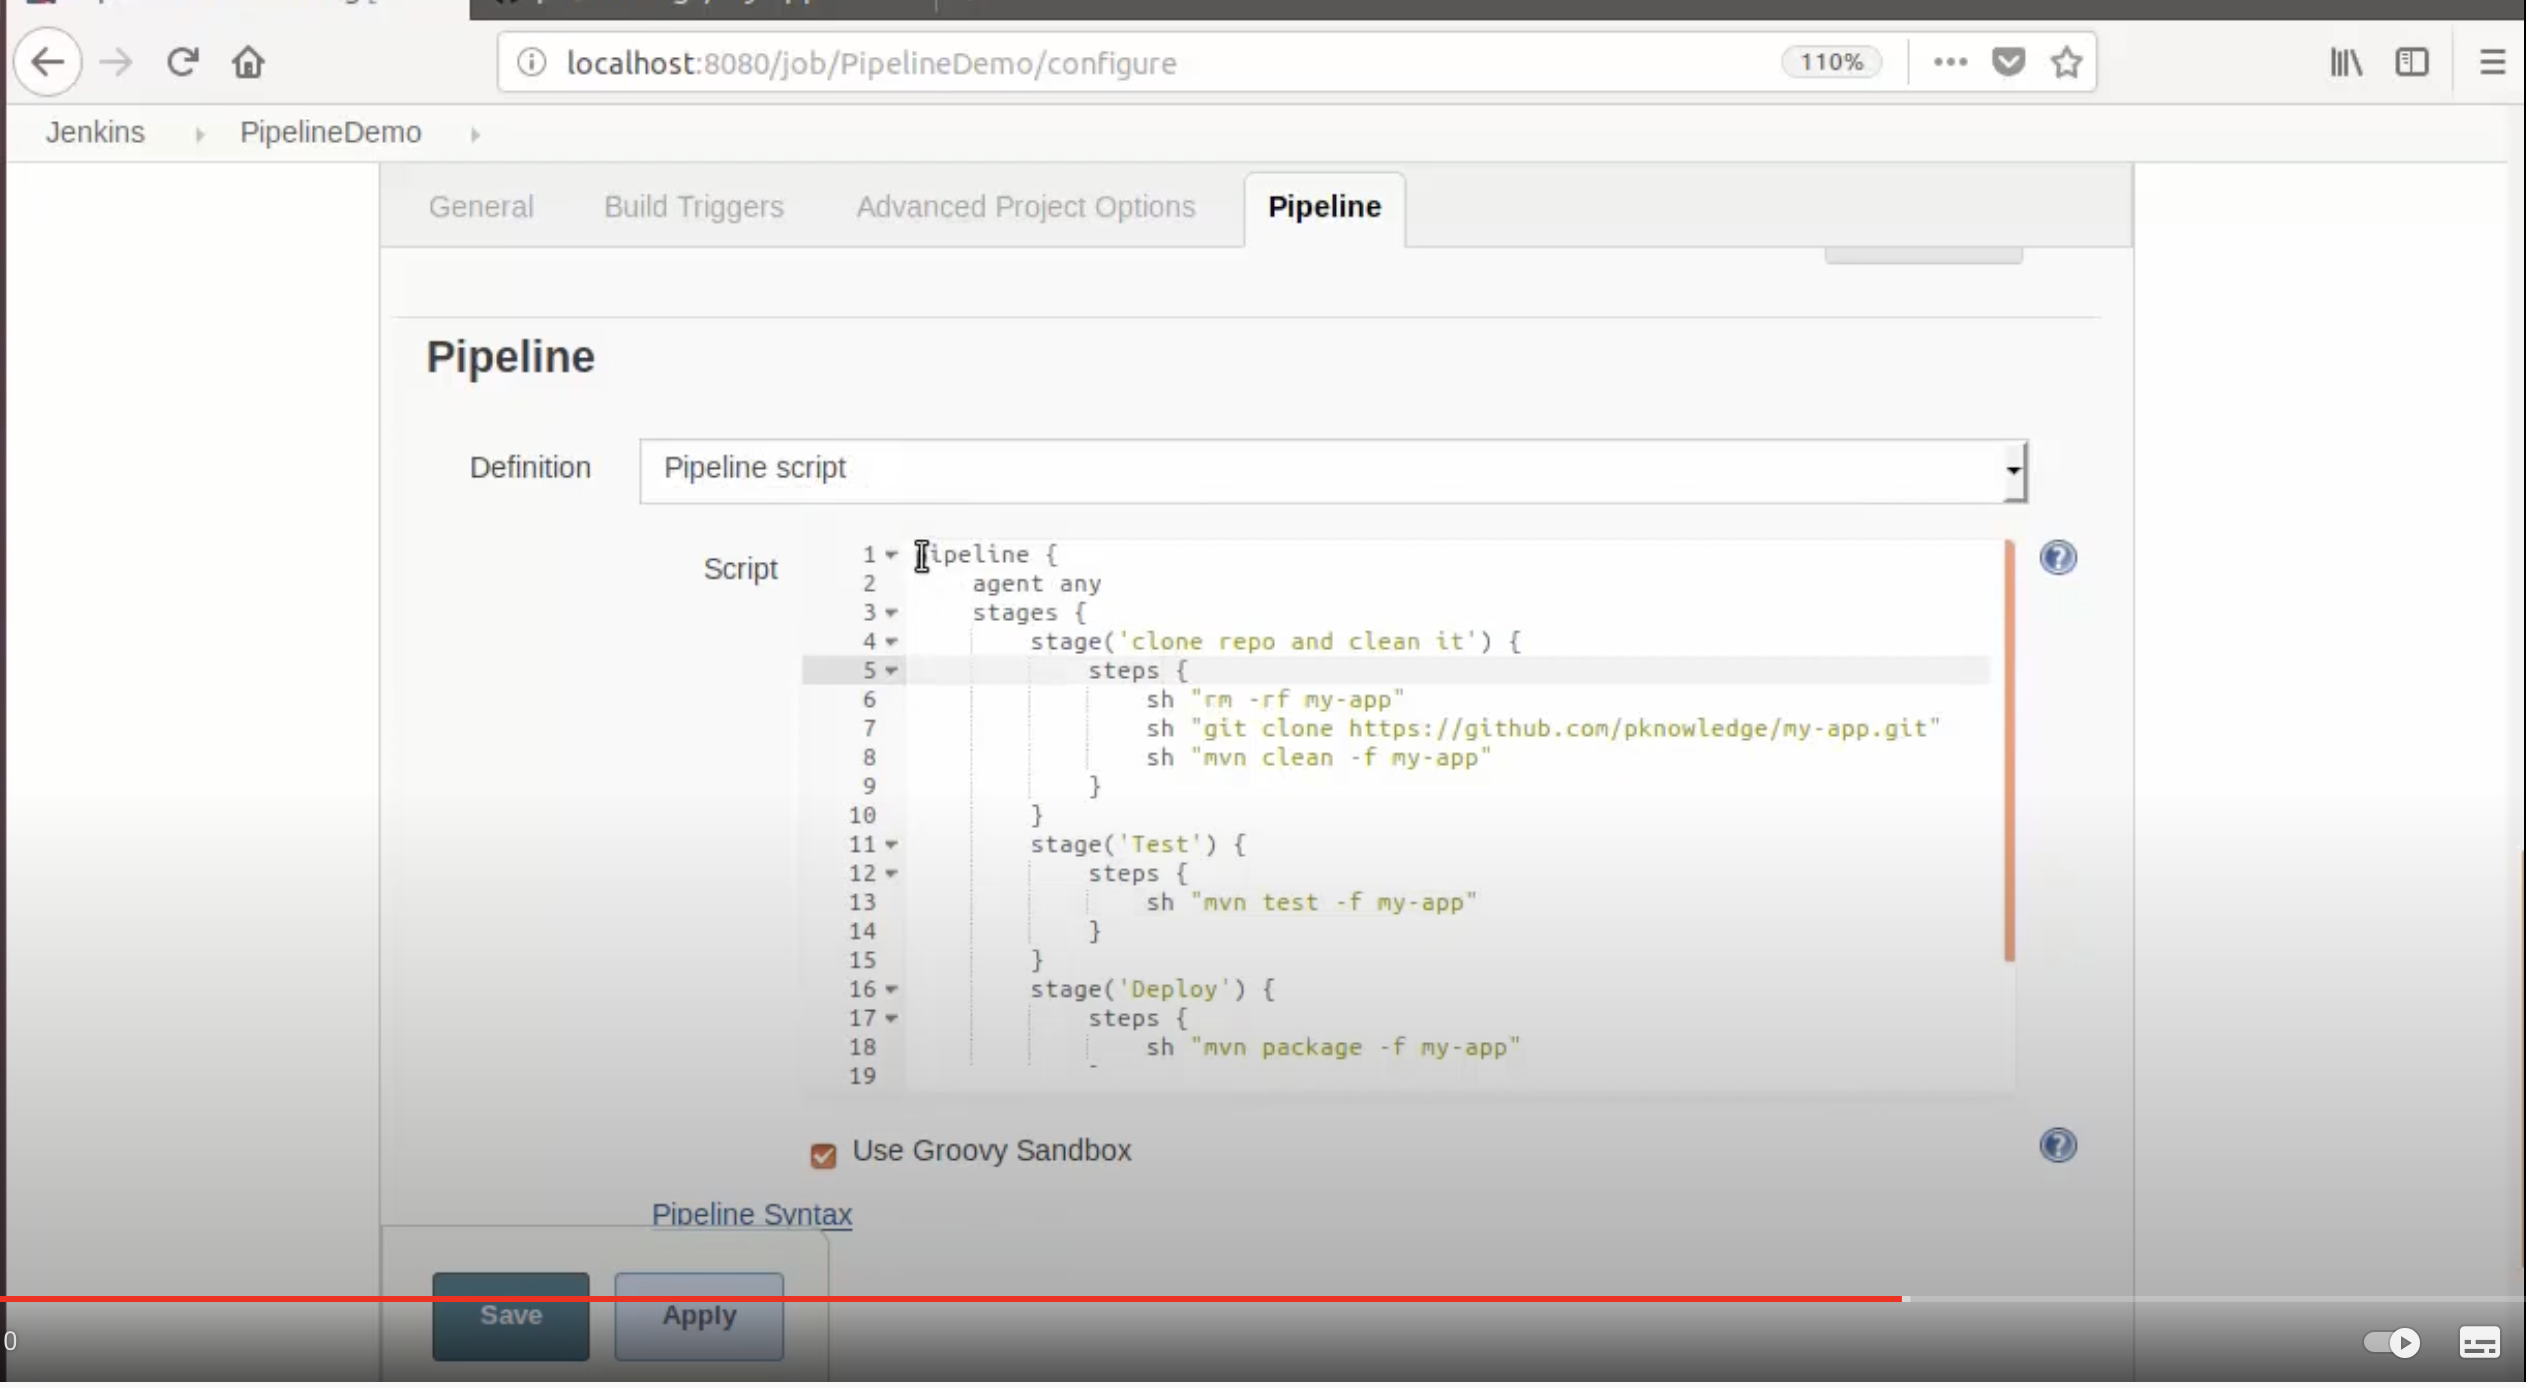 localhost:8080/job/PipelineDemo/configure
110%
Jenkins
PipelineDemo
General
Build Triggers
Advanced Project Options
Pipeline
Pipeline
Definition
Pipeline script
Script
1 pipeline {
2 agent any
3 stages {
4 stage('clone repo and clean it') {
5 steps {
6 sh "rm -rf my-app"
7 sh "git clone https://github.com/pknowledge/my-app.git"
8 sh "mvn clean -f my-app"
9 }
10 }
11 stage('Test') {
12 steps {
13 sh "mvn test -f my-app"
14 }
15 }
16 stage('Deploy') {
17 steps {
18 sh "mvn package -f my-app"
19
Use Groovy Sandbox
Pipeline Syntax
Save
Apply
0